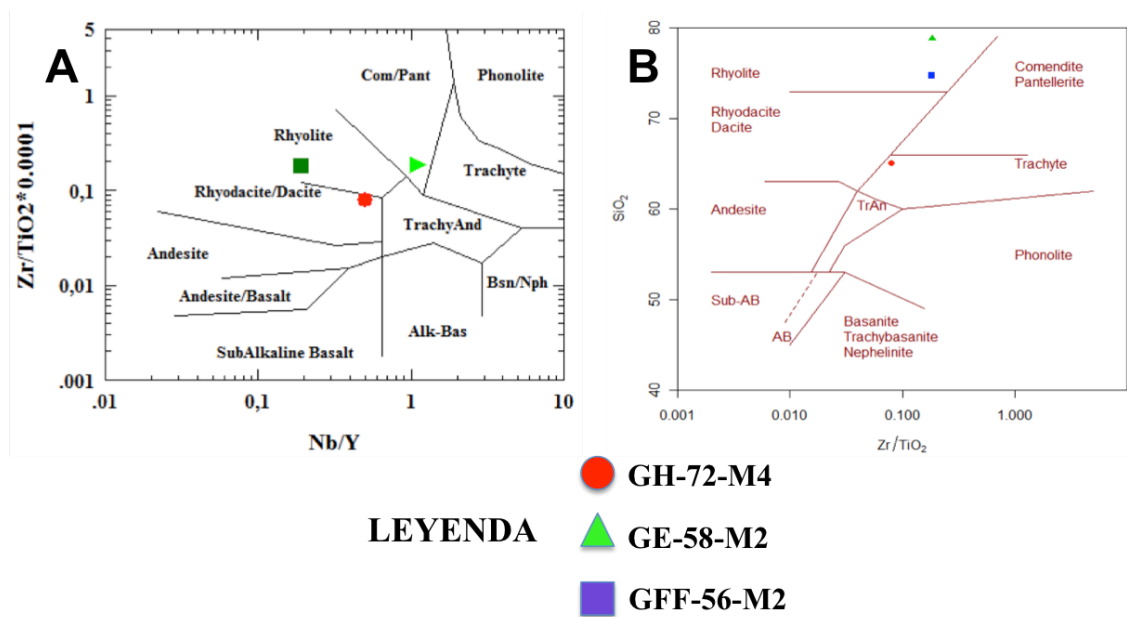 A
5
1
0,1
0,01
.001
Zr/TiO2*0.0001
Com/Pant
Phonolite
Rhyolite
Trachyte
Rhyodacite/Dacite
TrachyAnd
Andesite
Bsn/Nph
Andesite/Basalt
Alk-Bas
SubAlkaline Basalt
.01
0,1
1
10
Nb/Y
B
80
70
60
50
40
SiO2
Rhyolite
Comendite
Pantellerite
Rhyodacite
Dacite
Trachyte
Andesite
TrAn
Phonolite
Sub-AB
AB
Basanite
Trachybasanite
Nephelinite
0.001
0.010
0.100
1.000
Zr/TiO2
LEYENDA
GH-72-M4
GE-58-M2
GFF-56-M2